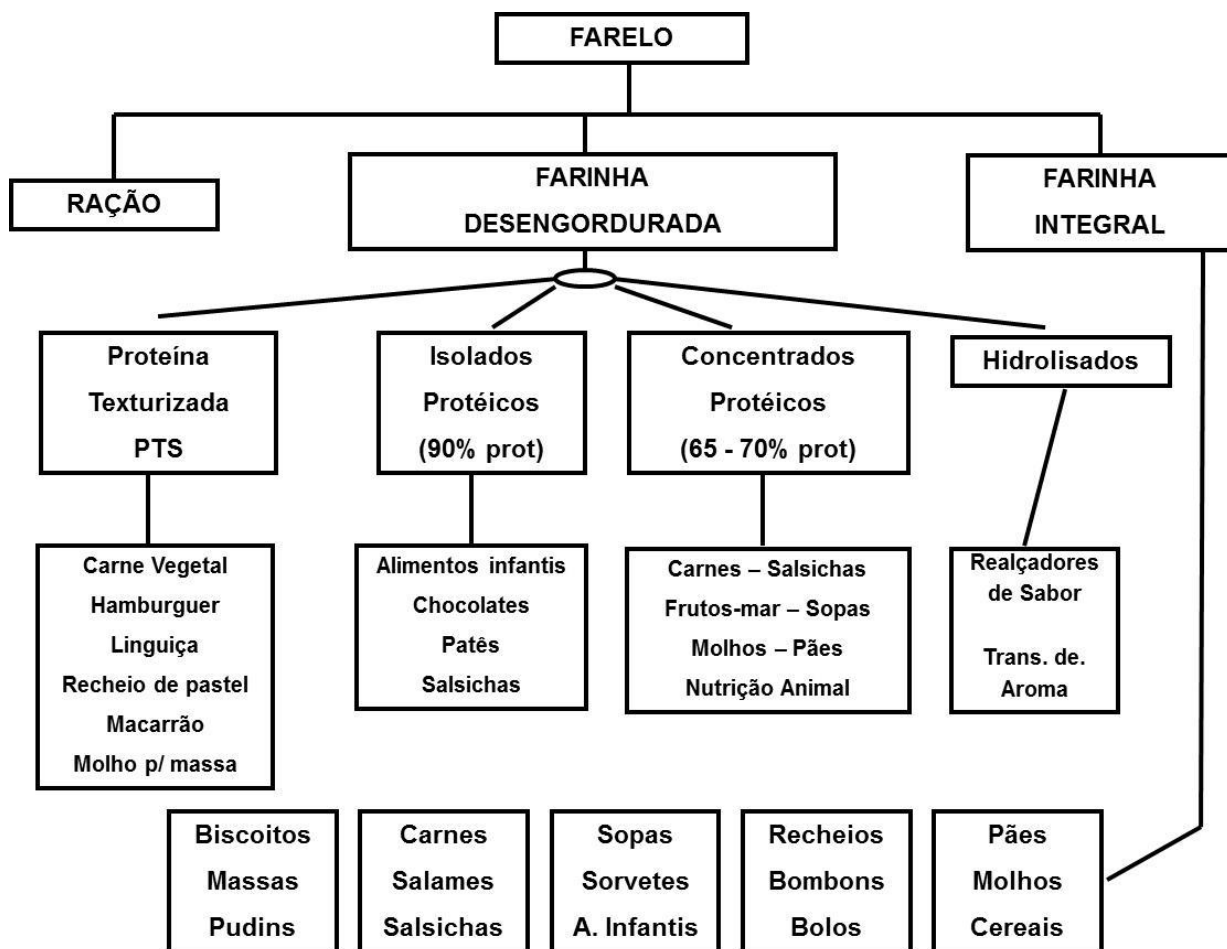 FARELO
RAÇÃO
FARINHA
DESENGORDURADA
FARINHA
INTEGRAL
Proteína
Texturizada
PTS
Isolados
Protéicos
(90% prot)
Concentrados
Protéicos
(65 - 70% prot)
Hidrolisados
Carne Vegetal
Hamburguer
Linguiça
Recheio de pastel
Macarrão
Molho p/ massa
Alimentos infantis
Chocolates
Patês
Salsichas
Carnes – Salsichas
Frutos-mar – Sopas
Molhos – Pães
Nutrição Animal
Realçadores
de Sabor
Trans. de.
Aroma
Biscoitos
Massas
Pudins
Carnes
Salames
Salsichas
Sopas
Sorvetes
A. Infantis
Recheios
Bombons
Bolos
Pães
Molhos
Cereais